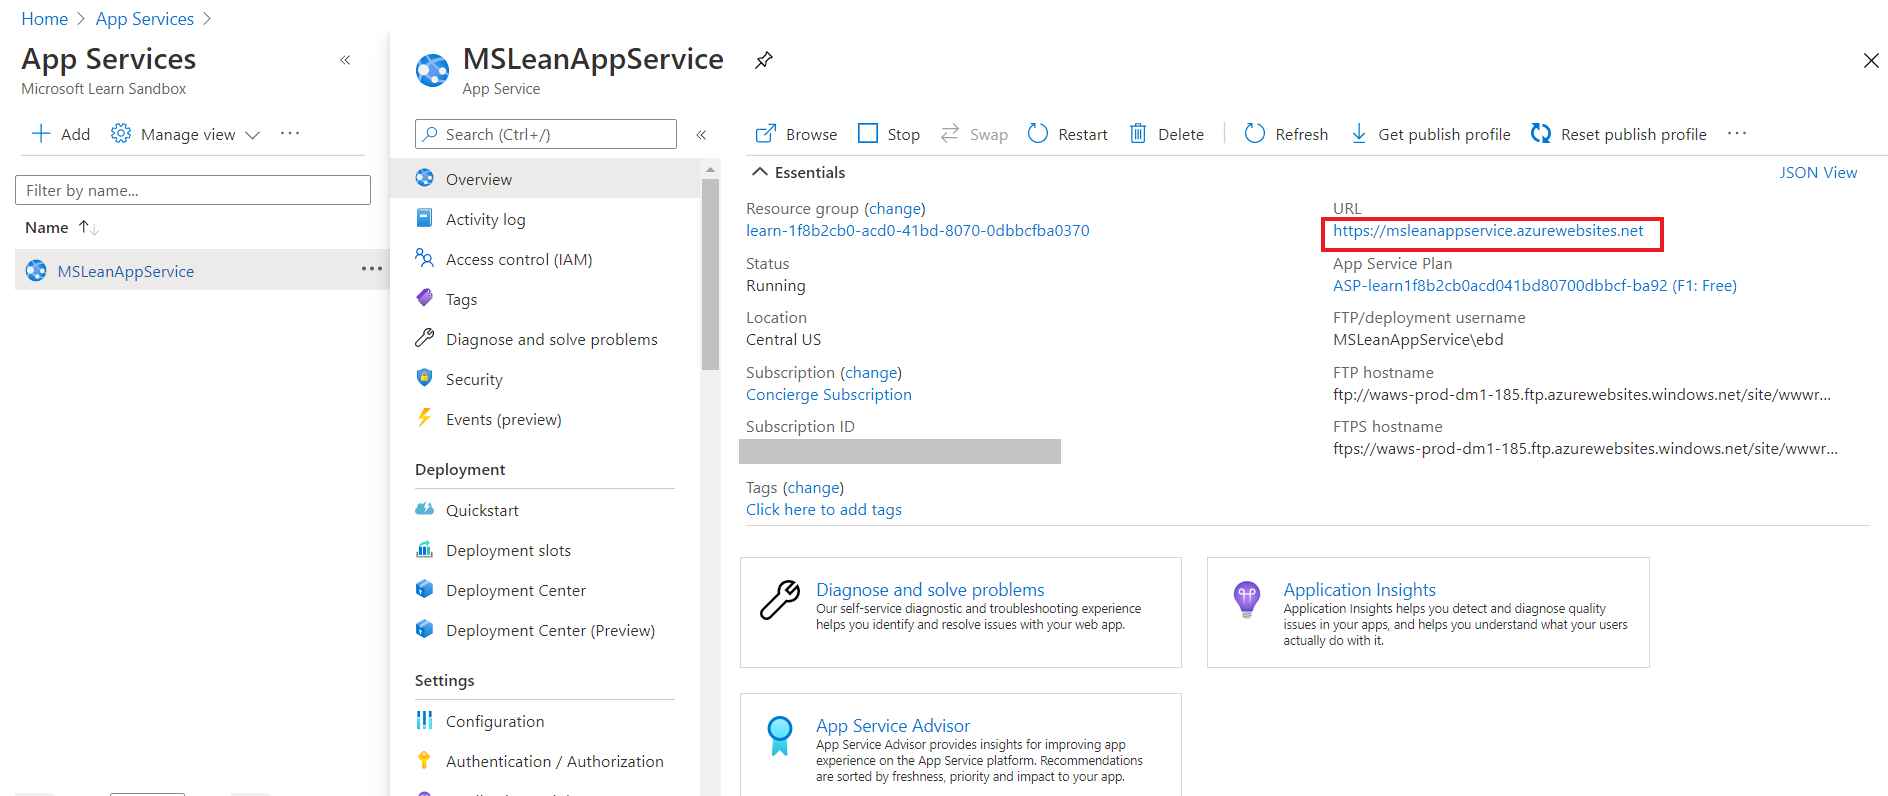 Home > App Services >
App Services «
Microsoft Learn Sandbox
Add Manage view ...
Filter by name...
Name
MSLeanAppService ...
MSLeanAppService
App Service
Search (Ctrl+/) «
Overview
Activity log
Access control (IAM)
Tags
Diagnose and solve problems
Security
Events (preview)
Deployment
Quickstart
Deployment slots
Deployment Center
Deployment Center (Preview)
Settings
Configuration
Authentication / Authorization
Browse Stop Swap Restart Delete Refresh Get publish profile Reset publish profile ...
Essentials JSON View
Resource group (change)
learn-1f8b2cb0-acd0-41bd-8070-0dbbcfba0370
Status
Running
Location
Central US
Subscription (change)
Concierge Subscription
Subscription ID
Tags (change)
Click here to add tags
URL
https://msleanappservice.azurewebsites.net
App Service Plan
ASP-learn1f8b2cb0acd041bd80700dbbcf-ba92 (F1: Free)
FTP/deployment username
MSLeanAppService\ebd
FTP hostname
ftp://waws-prod-dm1-185.ftp.azurewebsites.windows.net/site/wwwr...
FTPS hostname
ftps://waws-prod-dm1-185.ftp.azurewebsites.windows.net/site/wwwr...
Diagnose and solve problems
Our self-service diagnostic and troubleshooting experience
helps you identify and resolve issues with your web app.
Application Insights
Application Insights helps you detect and diagnose quality
issues in your apps, and helps you understand what your users
actually do with it.
App Service Advisor
App Service Advisor provides insights for improving app
experience on the App Service platform. Recommendations
are sorted by freshness, priority and impact to your app.